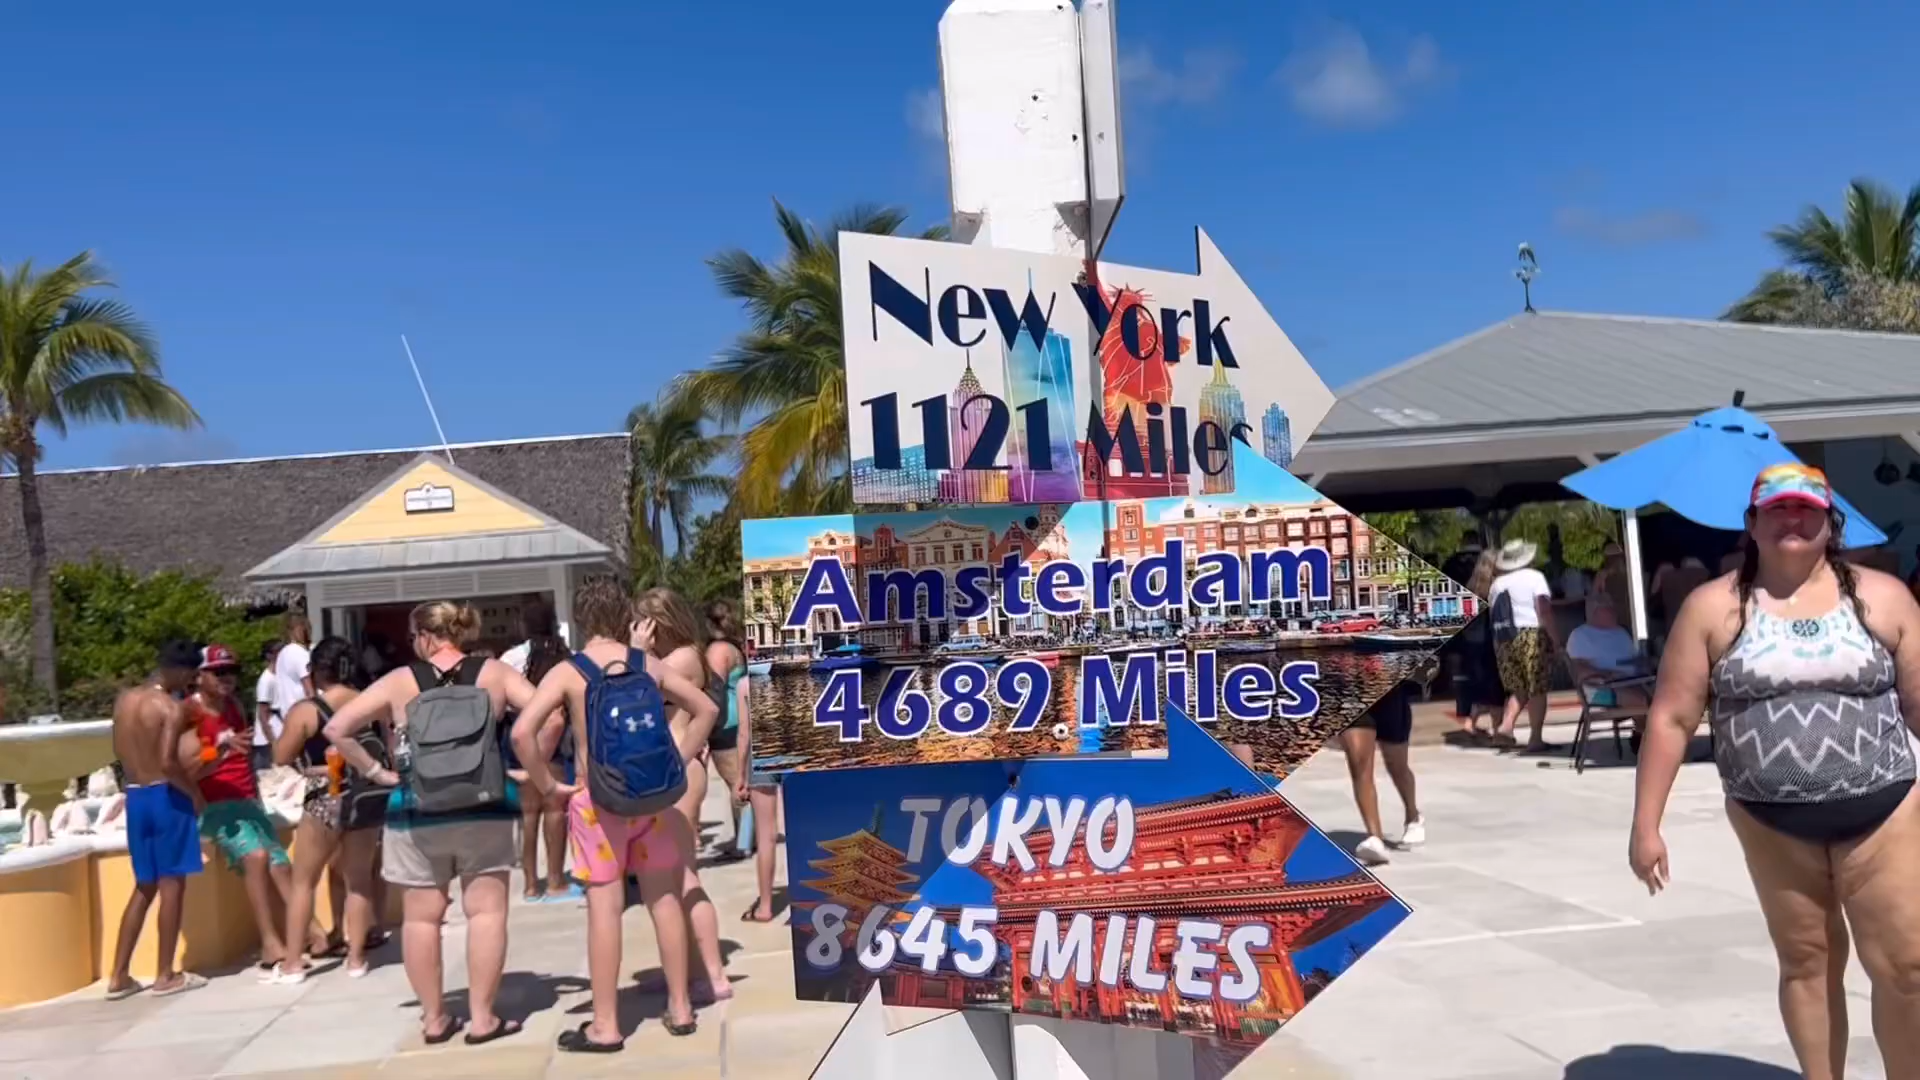 New York
1121 Miles
Amsterdam
4689 Miles
TOKYO
8645 MILES